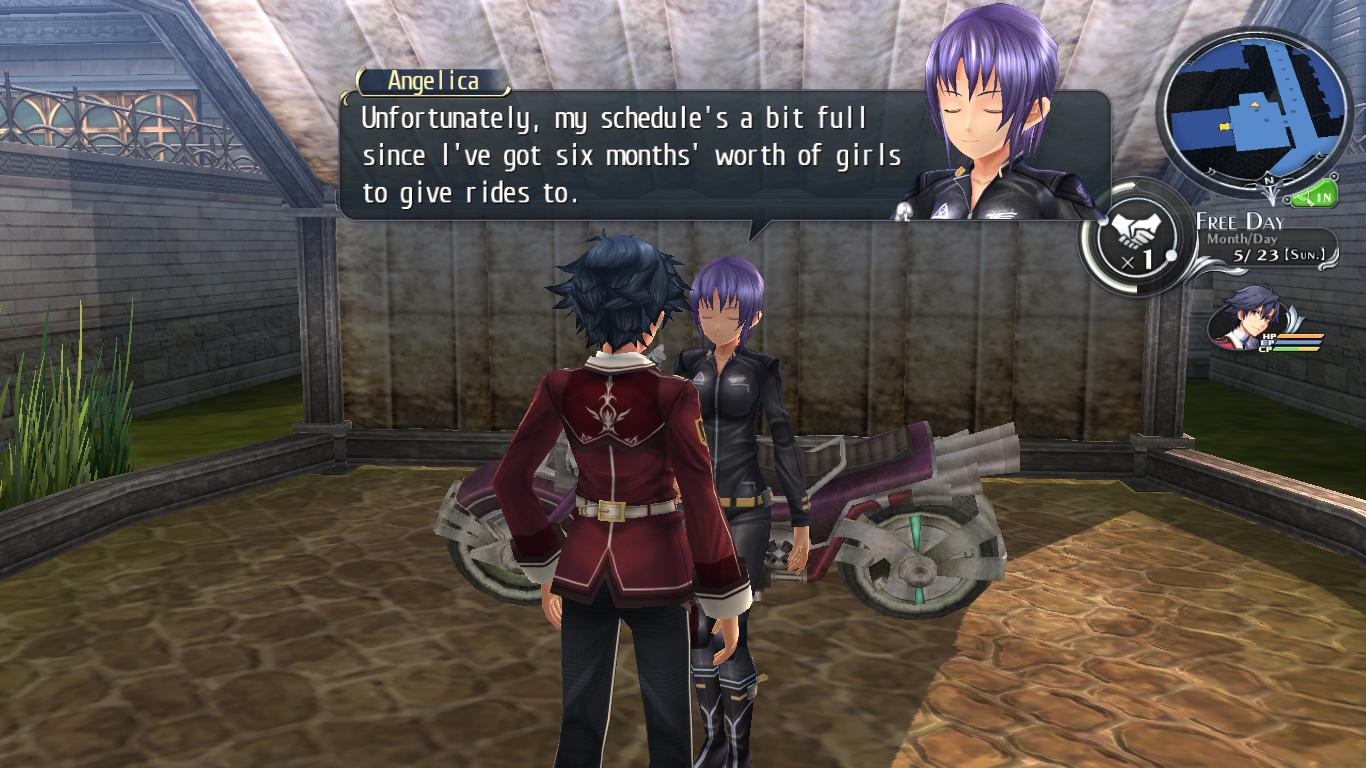 Angelica
Unfortunately, my schedule's a bit full
since I've got six months' worth of girls
to give rides to.
N
IN
× 1
FREE DAY
Month/Day
5/ 23 [SUN.]
HP
EP
CP